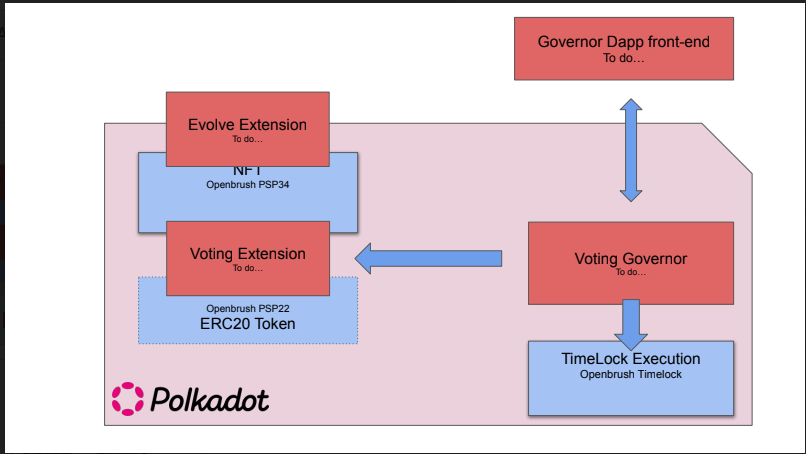 Governor Dapp front-end
To do...
Evolve Extension
To do...
NFT
Openbrush PSP34
Voting Extension
To do...
Openbrush PSP22
ERC20 Token
Voting Governor
To do...
TimeLock Execution
Openbrush Timelock
Polkadot